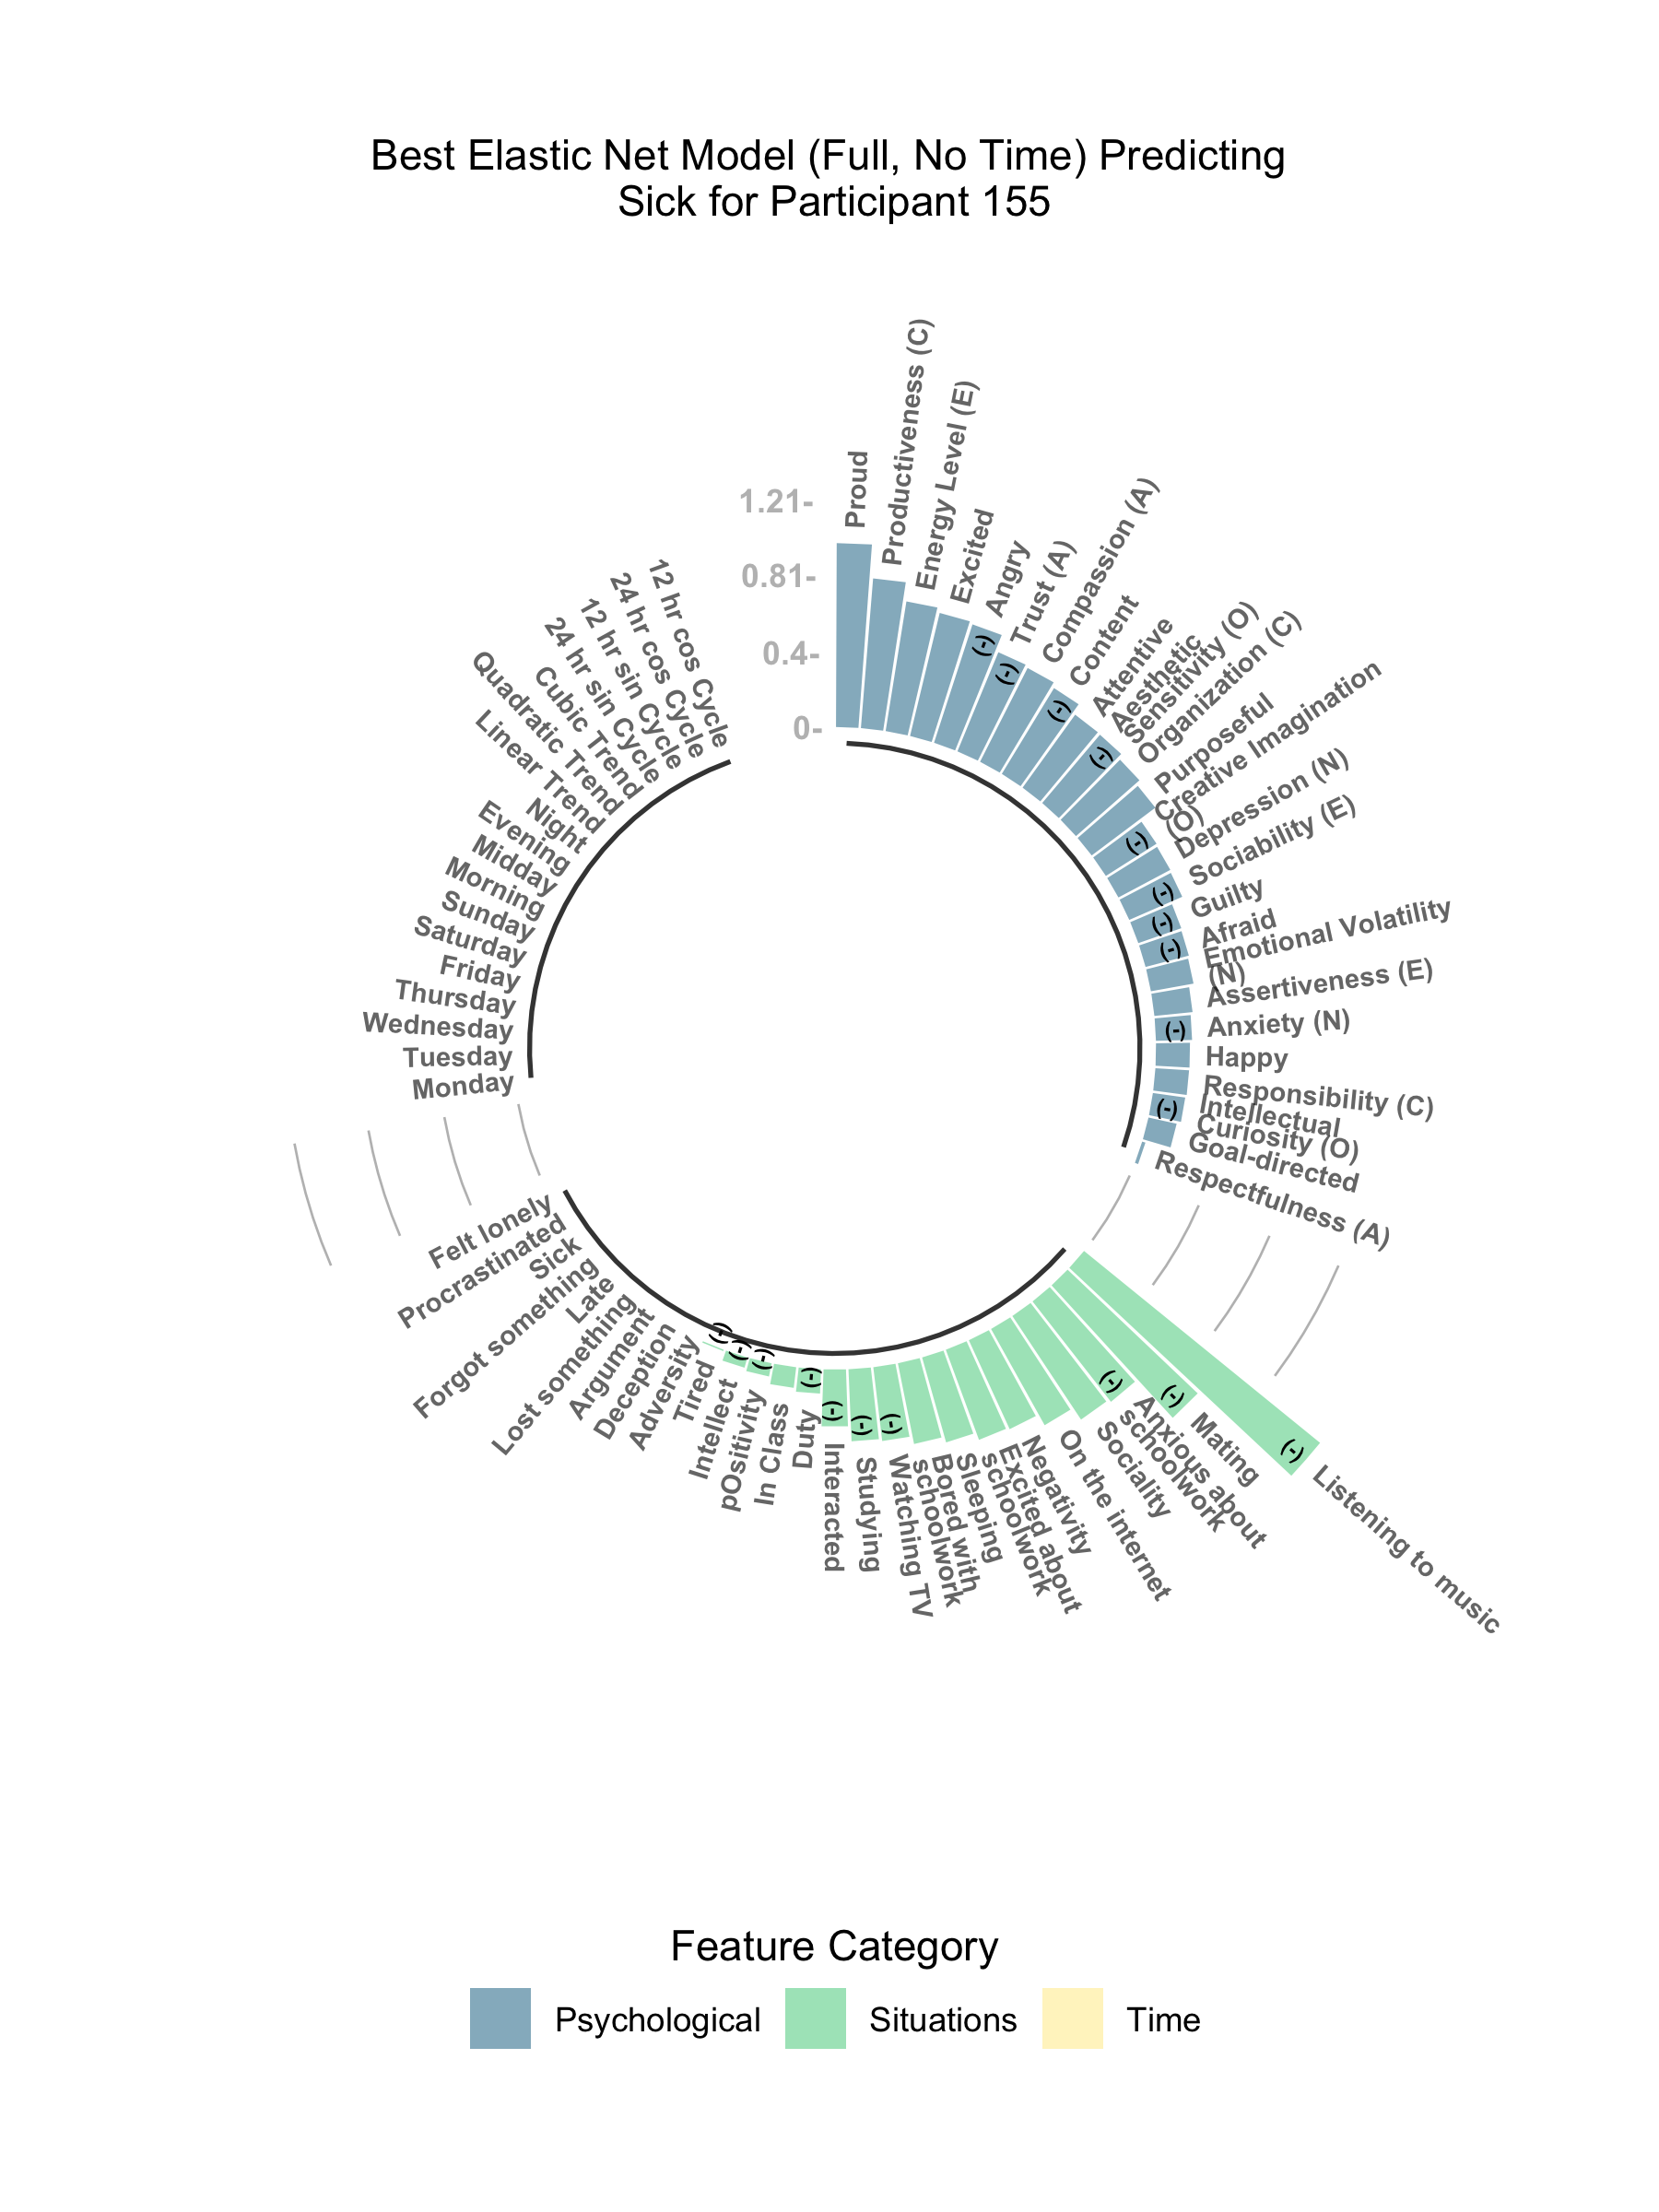 Best Elastic Net Model (Full, No Time) Predicting
Sick for Participant 155
1.21-
0.81-
0.4-
0-
Proud
Productiveness (C)
Energy Level (E)
Excited
Angry
(-)
Trust (A)
(-)
Compassion (A)
Content
(-)
Attentive
Aesthetic
Sensitivity (O)
(-)
Organization (C)
Purposeful
Creative Imagination
(O)
(-)
Depression (N)
Sociability (E)
(-)
Guilty
(-)
Afraid
(-)
Emotional Volatility
(N)
Assertiveness (E)
Anxiety (N)
(-)
Happy
Responsibility (C)
Intellectual
Curiosity (O)
(-)
Goal-directed
Respectfulness (A)
Listening to music
(-)
Mating
(-)
Anxious about
schoolwork
(-)
Sociality
On the internet
Negativity
Excited about
schoolwork
Sleeping
Bored with
schoolwork
Watching TV
(-)
Studying
(-)
Interacted
(-)
Duty
(-)
In Class
pOsitivity
(-)
Intellect
(-)
Tired
(-)
Adversity
Deception
Argument
Lost something
Late
Forgot something
Sick
Procrastinated
Felt lonely
Monday
Tuesday
Wednesday
Thursday
Friday
Saturday
Sunday
Morning
Midday
Evening
Night
Linear Trend
Quadratic Trend
Cubic Trend
24 hr sin Cycle
12 hr sin Cycle
24 hr cos Cycle
12 hr cos Cycle
Feature Category
Psychological
Situations
Time